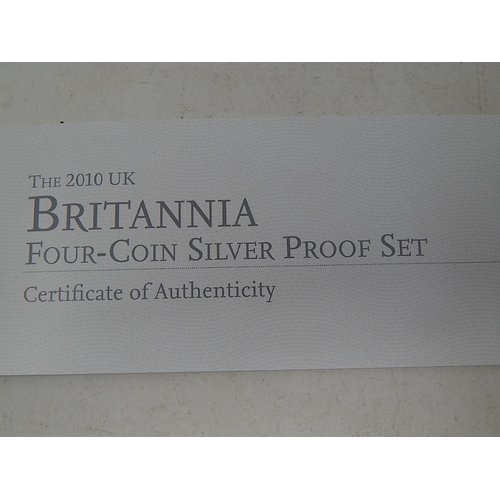 The 2010 UK
Britannia
Four-Coin Silver Proof Set
Certificate of Authenticity